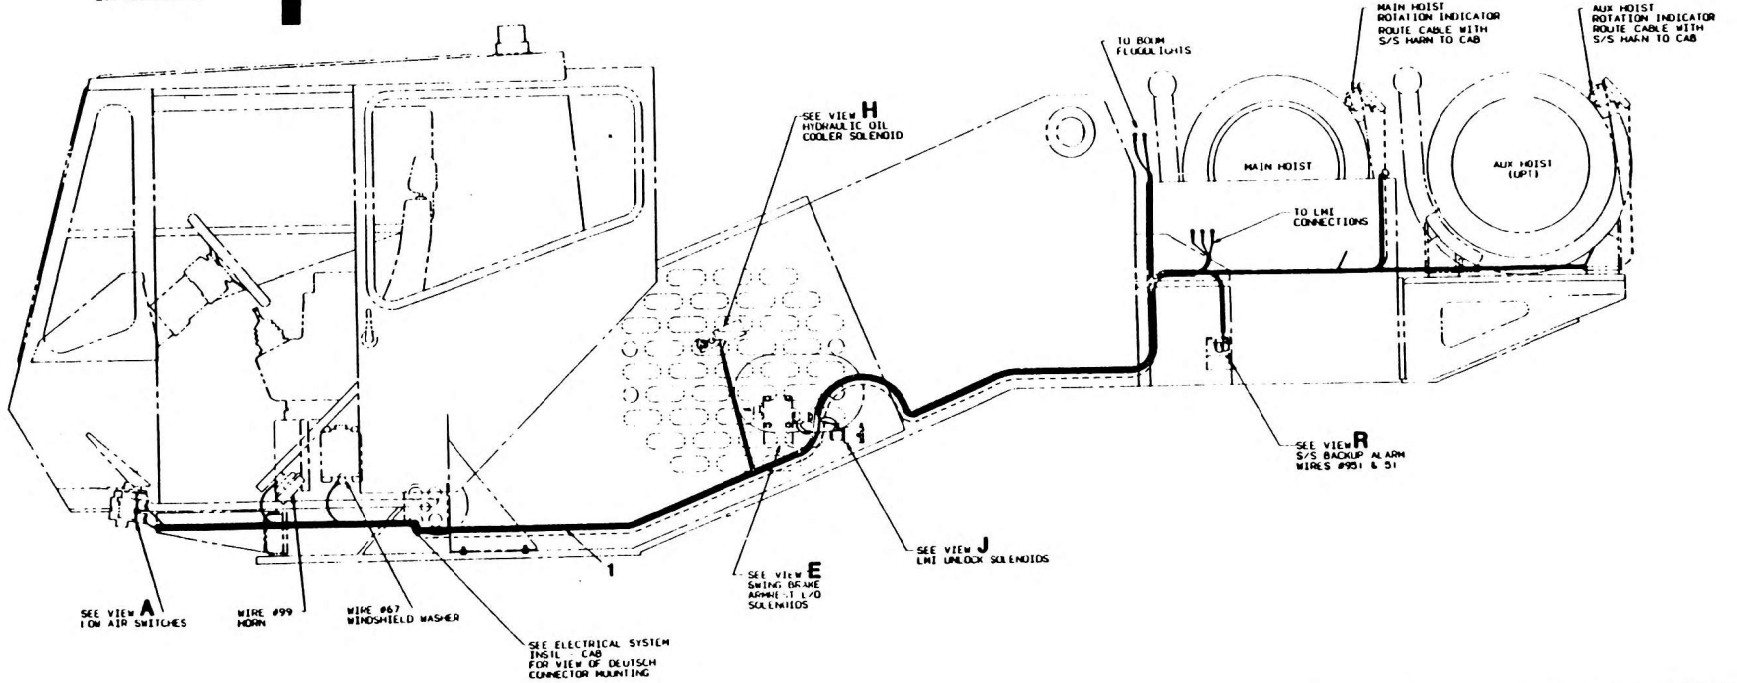 MAIN HOIST
ROTATION INDICATOR
ROUTE CABLE WITH
S/S HARN TO CAB
AUX HOIST
ROTATION INDICATOR
ROUTE CABLE WITH
S/S HARN TO CAB
TO BOOM
FLOODLIGHTS
SEE VIEW H
HYDRAULIC OIL
COOLER SOLENOID
MAIN HOIST
AUX HOIST
(OPT)
TO LMI
CONNECTIONS
SEE VIEW R
S/S BACKUP ALARM
WIRES #951 & 51
SEE VIEW J
LMI UNLOCK SOLENOIDS
1
SEE VIEW E
SWING BRAKE
ARMREST L/O
SOLENOIDS
SEE VIEW A
LOW AIR SWITCHES
WIRE #99
HORN
WIRE #67
WINDSHIELD WASHER
SEE ELECTRICAL SYSTEM
INSTL - CAB
FOR VIEW OF DEUTSCH
CONNECTOR MOUNTING